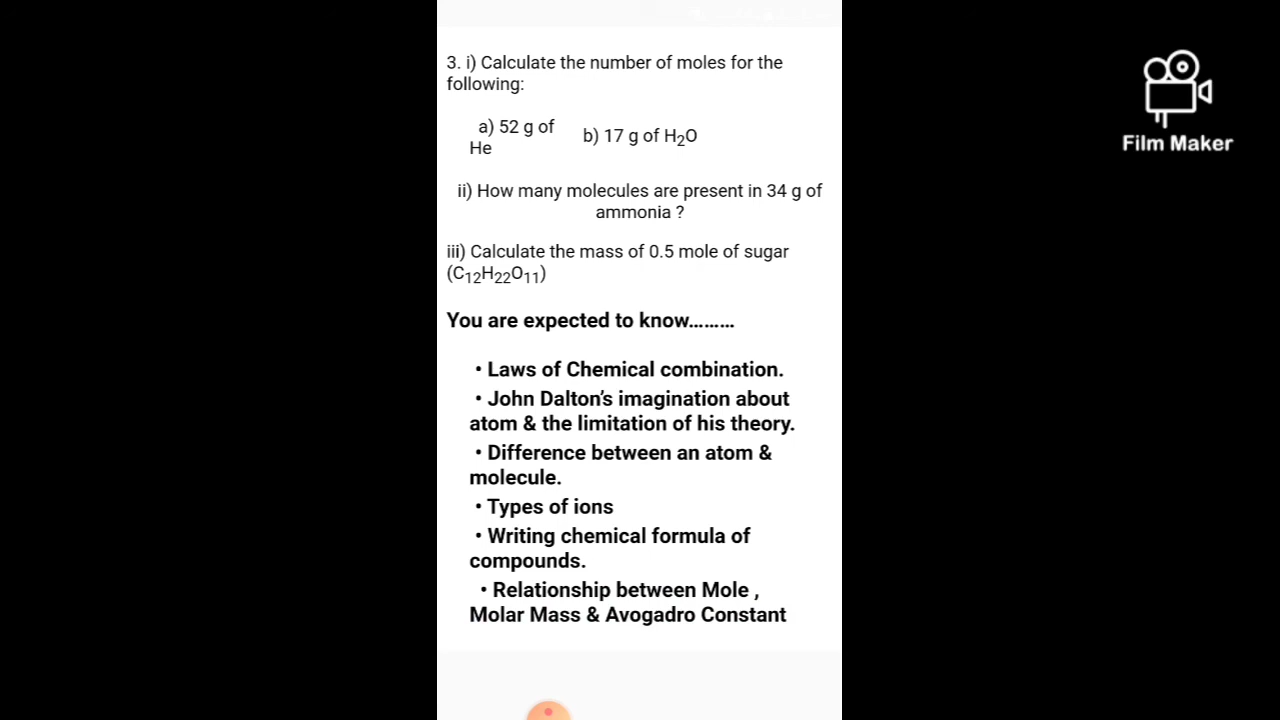 3. i) Calculate the number of moles for the
following:
a) 52 g of
He
b) 17 g of H₂O
ii) How many molecules are present in 34 g of
ammonia ?
iii) Calculate the mass of 0.5 mole of sugar
(C₁₂H₂₂O₁₁)
You are expected to know.........
• Laws of Chemical combination.
• John Dalton's imagination about
atom & the limitation of his theory.
• Difference between an atom &
molecule.
• Types of ions
• Writing chemical formula of
compounds.
• Relationship between Mole ,
Molar Mass & Avogadro Constant
Film Maker